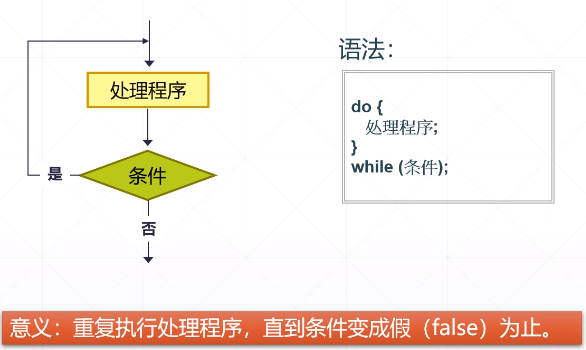 语法：
处理程序
do {
处理程序;
}
while (条件);
条件
是
否
意义：重复执行处理程序，直到条件变成假（false）为止。